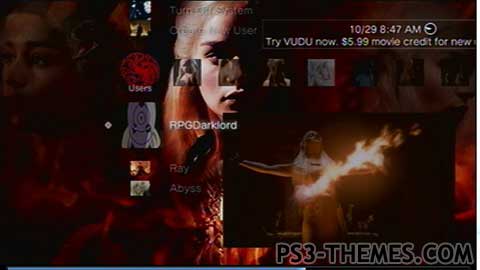 Turn Off System
Create New User
10/29 8:47 AM
Try VUDU now. $5.99 movie credit for new
Users
RPGDarklord
Ray
Abyss
PS3-THEMES.COM